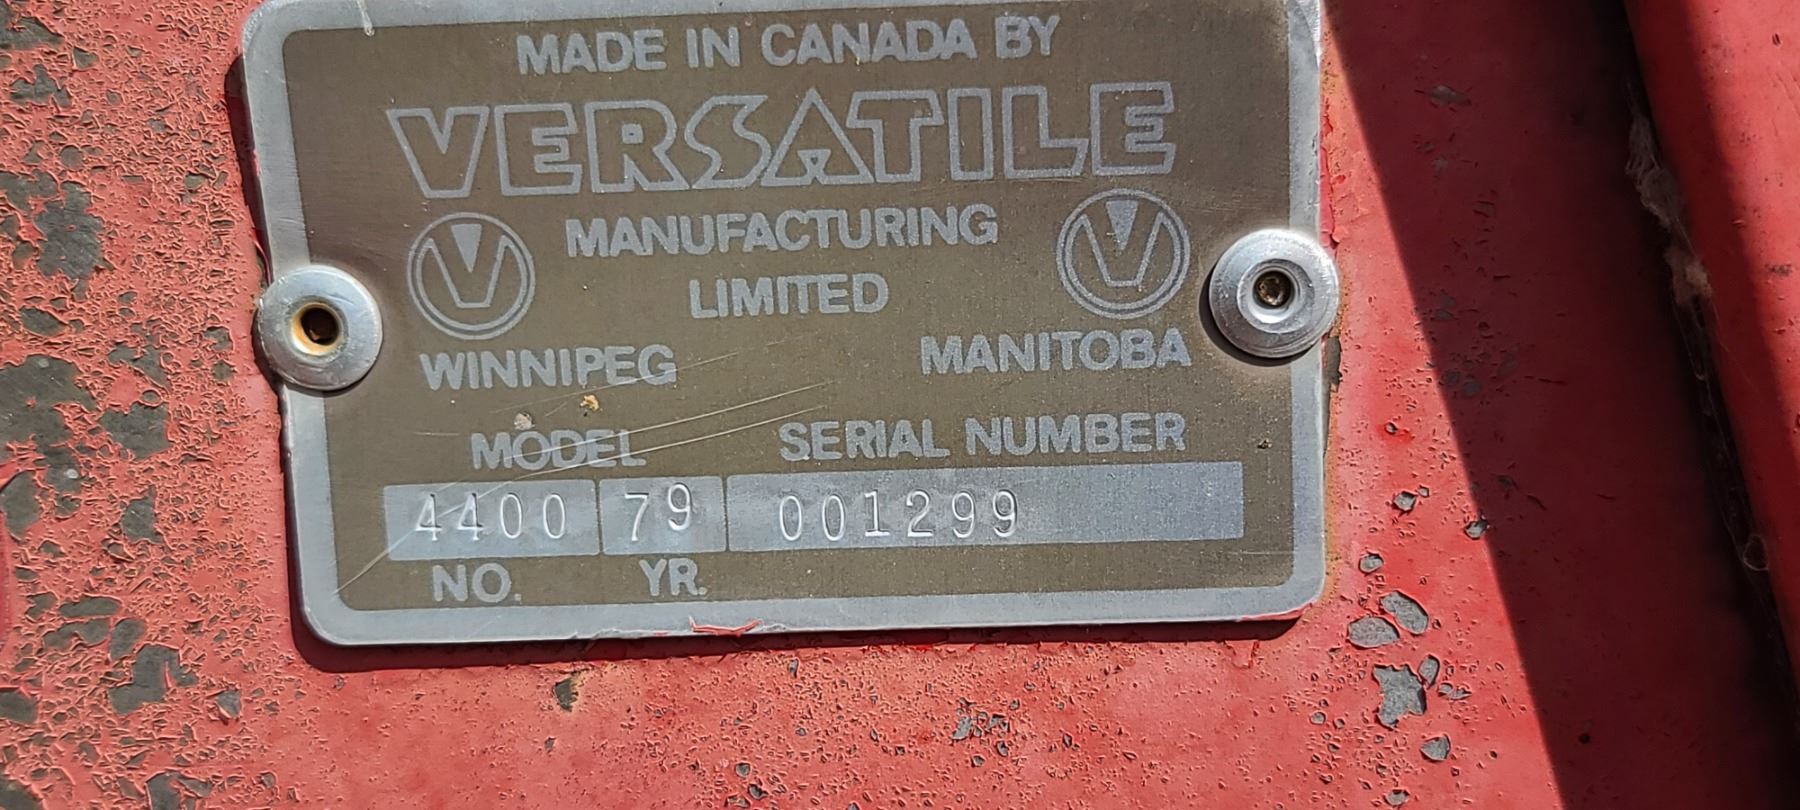 MADE IN CANADA BY
VERSATILE
MANUFACTURING
LIMITED
WINNIPEG MANITOBA
MODEL SERIAL NUMBER
4400 79 001299
NO. YR.